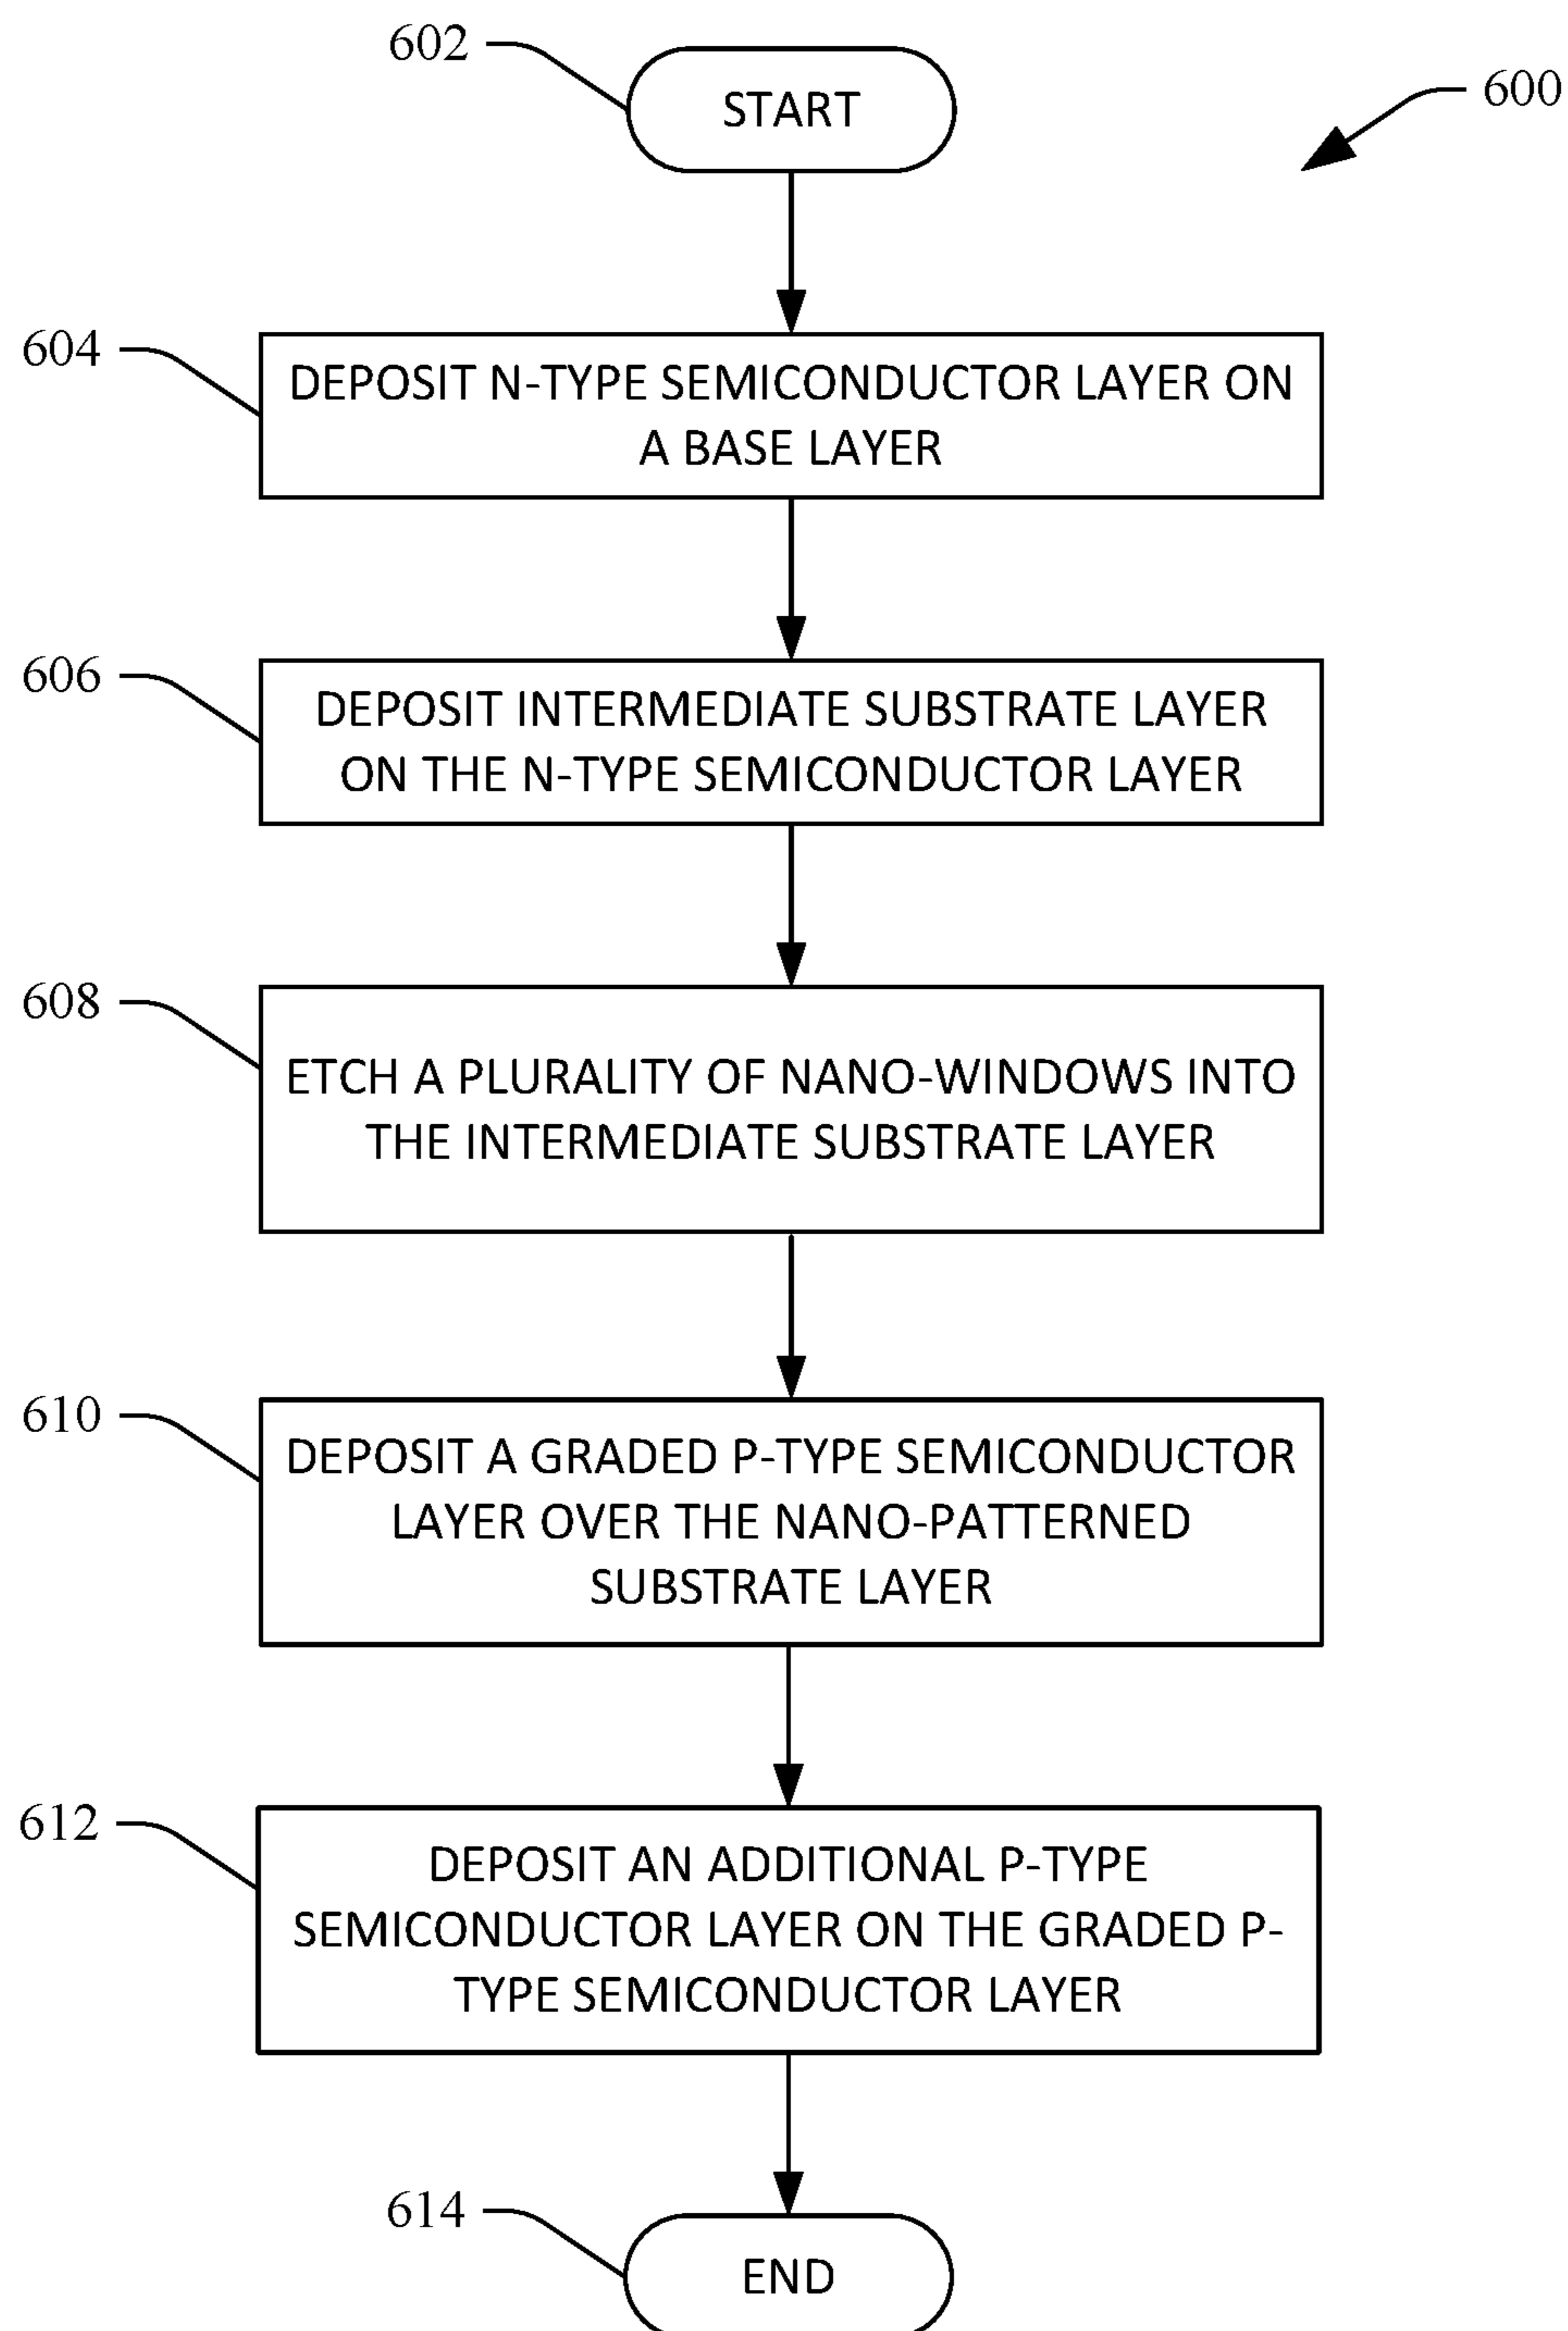 602
START
600
604
DEPOSIT N-TYPE SEMICONDUCTOR LAYER ON
A BASE LAYER
606
DEPOSIT INTERMEDIATE SUBSTRATE LAYER
ON THE N-TYPE SEMICONDUCTOR LAYER
608
ETCH A PLURALITY OF NANO-WINDOWS INTO
THE INTERMEDIATE SUBSTRATE LAYER
610
DEPOSIT A GRADED P-TYPE SEMICONDUCTOR
LAYER OVER THE NANO-PATTERNED
SUBSTRATE LAYER
612
DEPOSIT AN ADDITIONAL P-TYPE
SEMICONDUCTOR LAYER ON THE GRADED P-
TYPE SEMICONDUCTOR LAYER
614
END